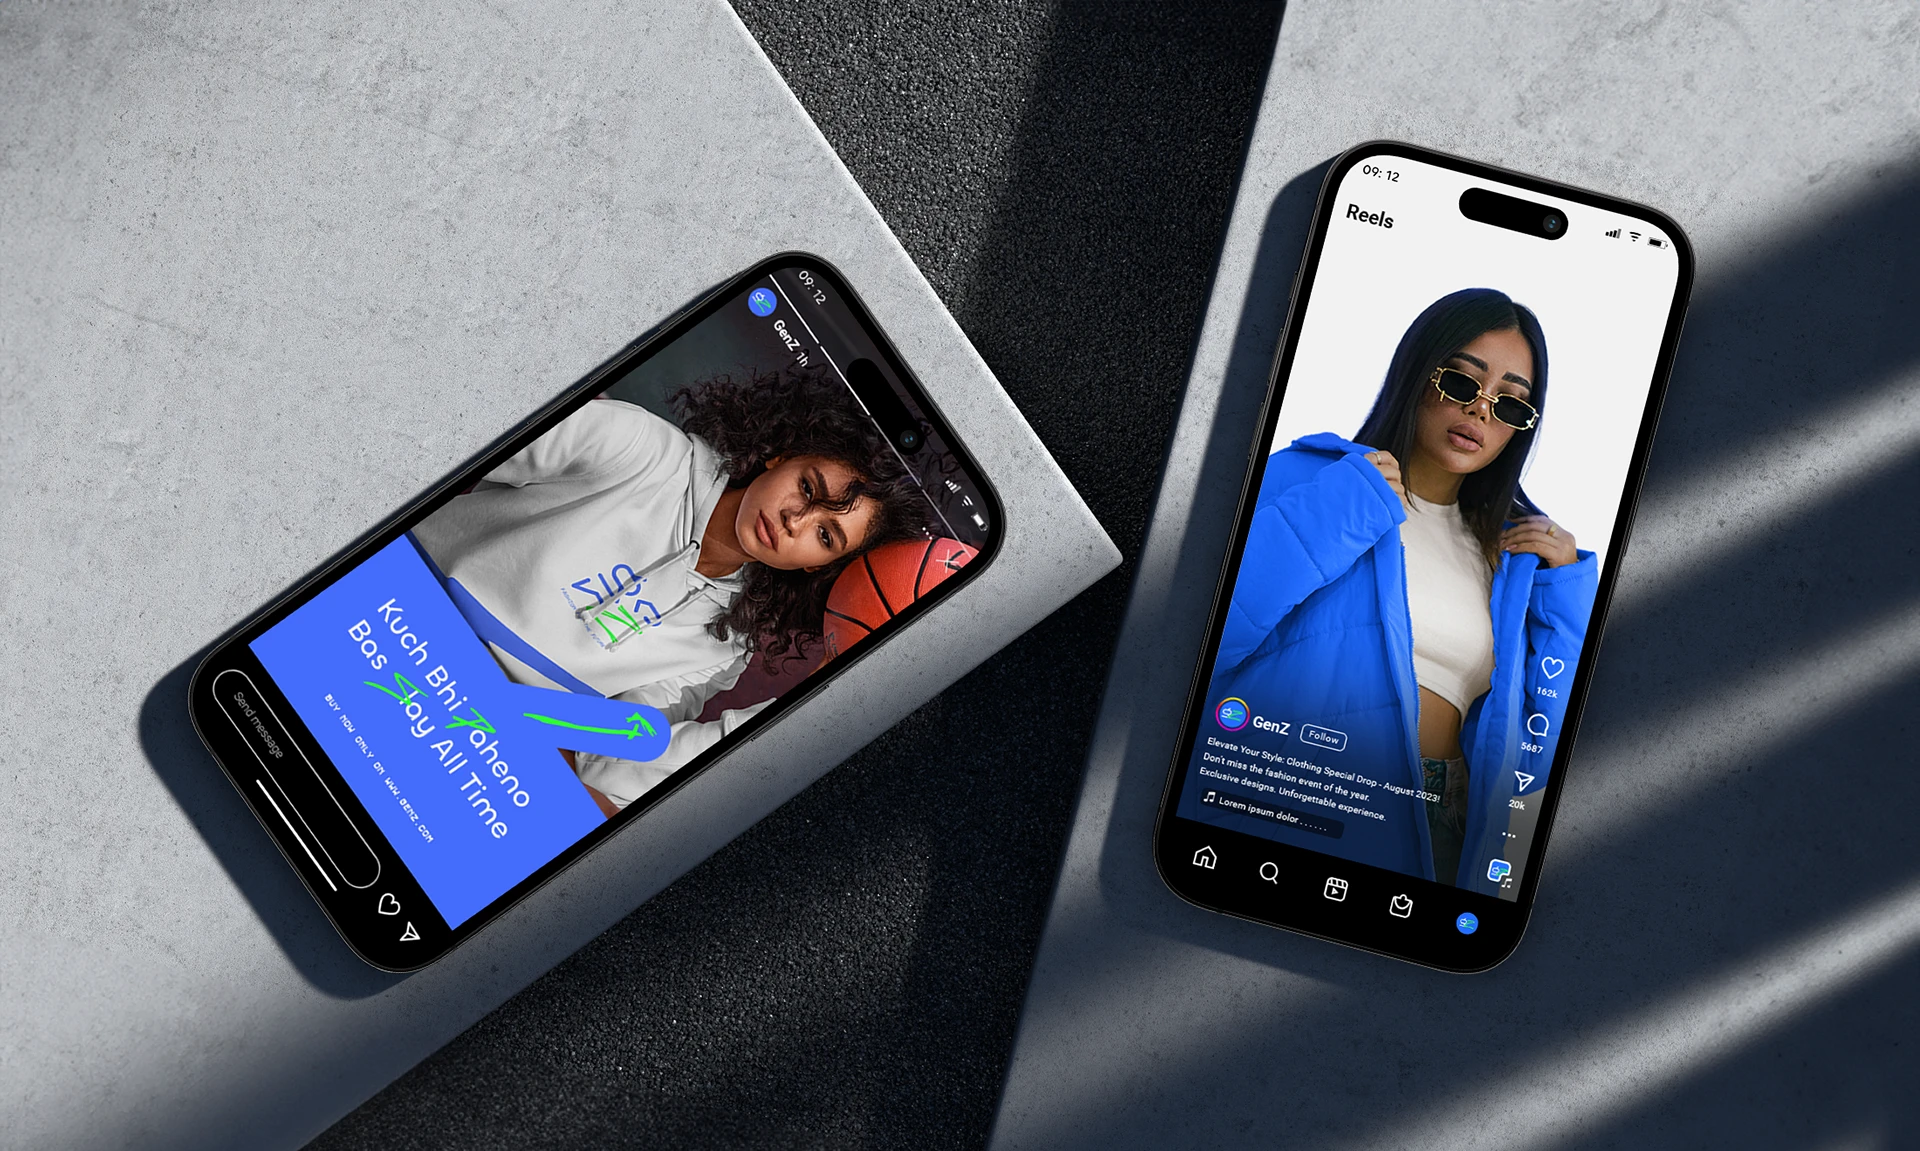 09: 12
GenZ 1h
Kuch Bhi Paheno
Bas Stay All Time
BUY NOW ONLY ON WWW.GENZ.COM
Send message
09: 12
Reels
162k
5687
20k
GenZ Follow
Elevate Your Style: Clothing Special Drop - August 2023!
Don't miss the fashion event of the year.
Exclusive designs. Unforgettable experience.
Lorem ipsum dolor . . . . . .